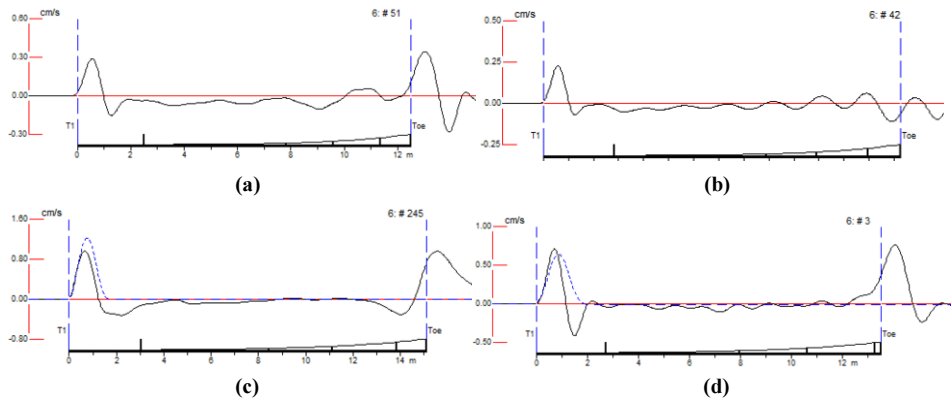 cm/s
6: # 51
0.60
0.30
0.00
-0.30
T1
Toe
0 2 4 6 8 10 12 m
(a)
cm/s
6: # 42
0.50
0.25
0.00
-0.25
T1
Toe
(b)
cm/s
6: # 245
1.60
0.80
0.00
-0.80
T1
Toe
0 2 4 6 8 10 12 14 m
(c)
cm/s
6: # 3
1.00
0.50
0.00
-0.50
T1
Toe
0 2 4 6 8 10 12 m
(d)